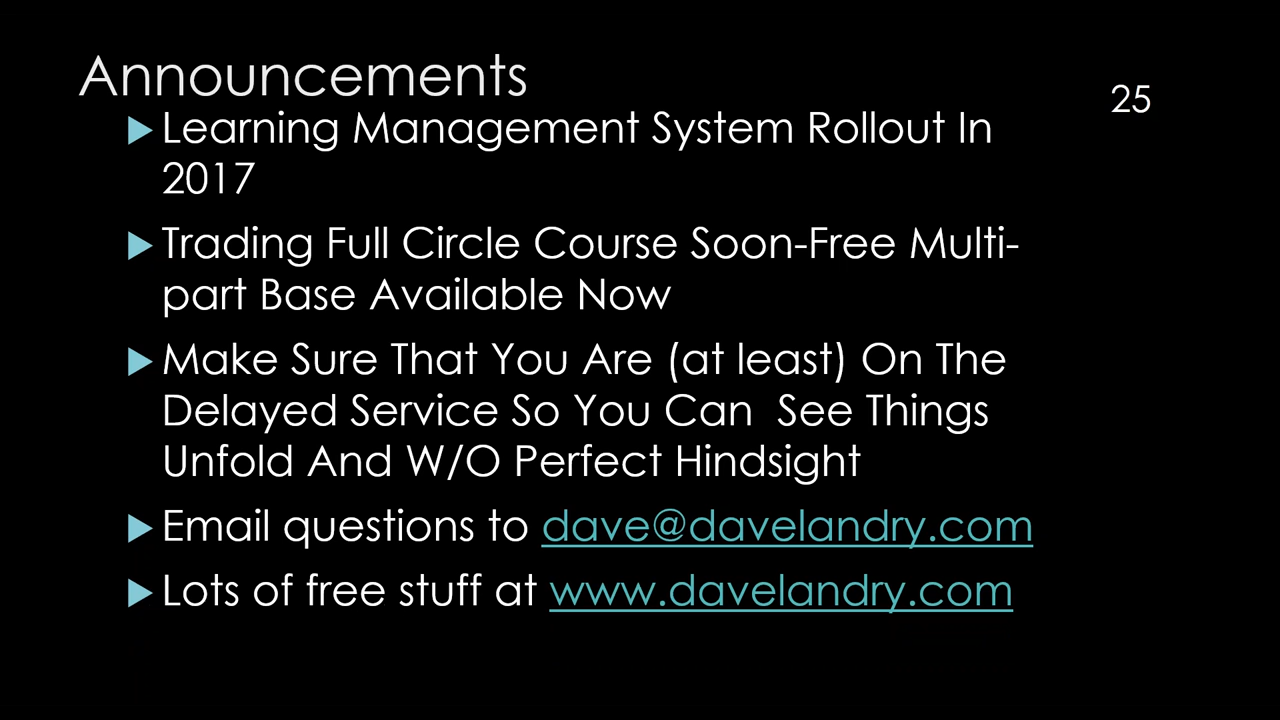 Announcements
25
Learning Management System Rollout In
2017
Trading Full Circle Course Soon-Free Multi-
part Base Available Now
Make Sure That You Are (at least) On The
Delayed Service So You Can  See Things
Unfold And W/O Perfect Hindsight
Email questions to dave@davelandry.com
Lots of free stuff at www.davelandry.com